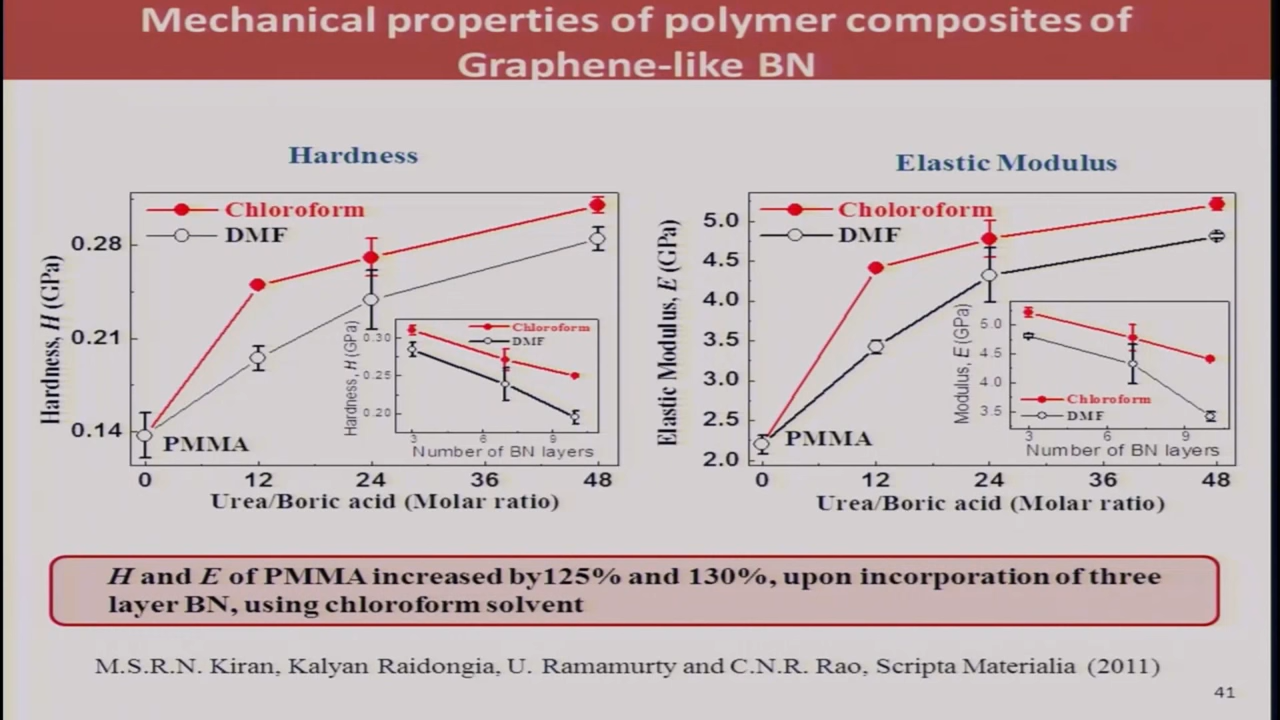 Mechanical properties of polymer composites of
Graphene-like BN
Hardness
Chloroform
DMF
0.28
0.21
0.14
Hardness, H (GPa)
PMMA
0
12
24
36
48
Urea/Boric acid (Molar ratio)
Chloroform
DMF
0.30
0.25
0.20
Hardness, H (GPa)
3
6
9
Number of BN layers
Elastic Modulus
Choloroform
DMF
5.0
4.5
4.0
3.5
3.0
2.5
2.0
Elastic Modulus, E (GPa)
PMMA
0
12
24
36
48
Urea/Boric acid (Molar ratio)
5.0
4.5
4.0
3.5
Modulus, E (GPa)
Chloroform
DMF
3
6
9
Number of BN layers
H and E of PMMA increased by125% and 130%, upon incorporation of three
layer BN, using chloroform solvent
M.S.R.N. Kiran, Kalyan Raidongia, U. Ramamurty and C.N.R. Rao, Scripta Materialia (2011)
41